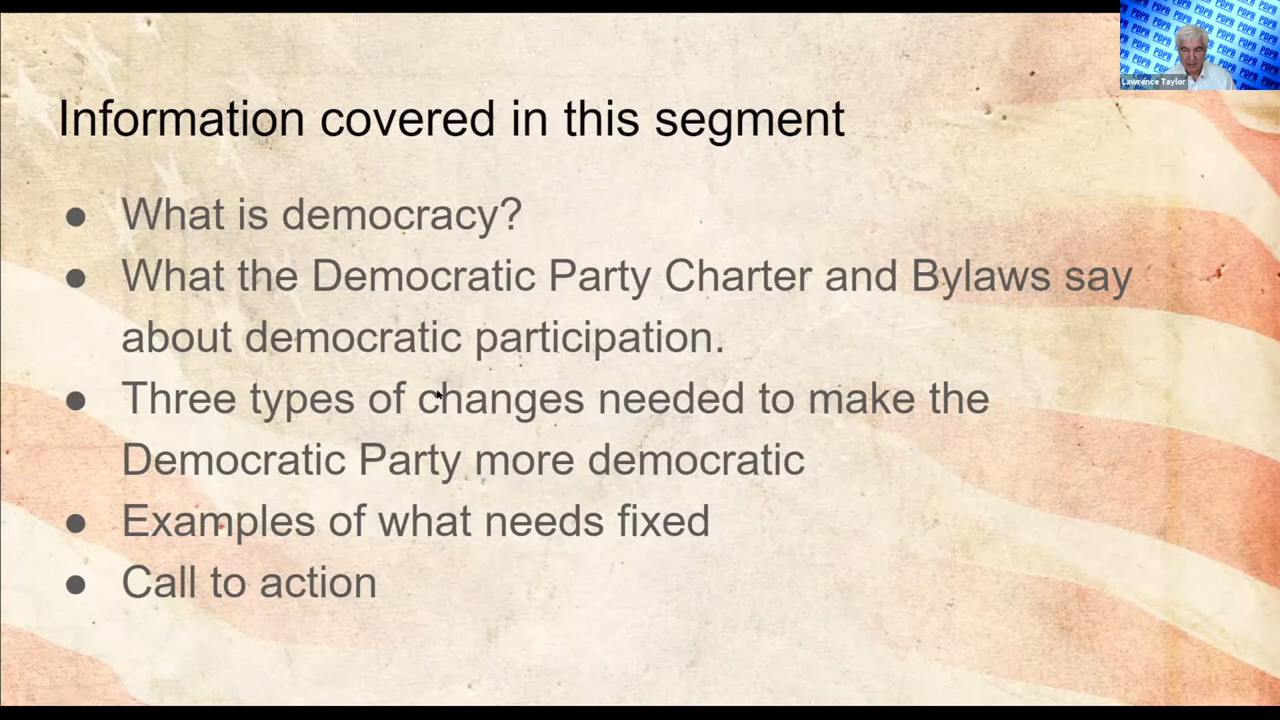 Information covered in this segment
● What is democracy?
● What the Democratic Party Charter and Bylaws say
about democratic participation.
● Three types of changes needed to make the
Democratic Party more democratic
● Examples of what needs fixed
● Call to action
Lawrence Taylor